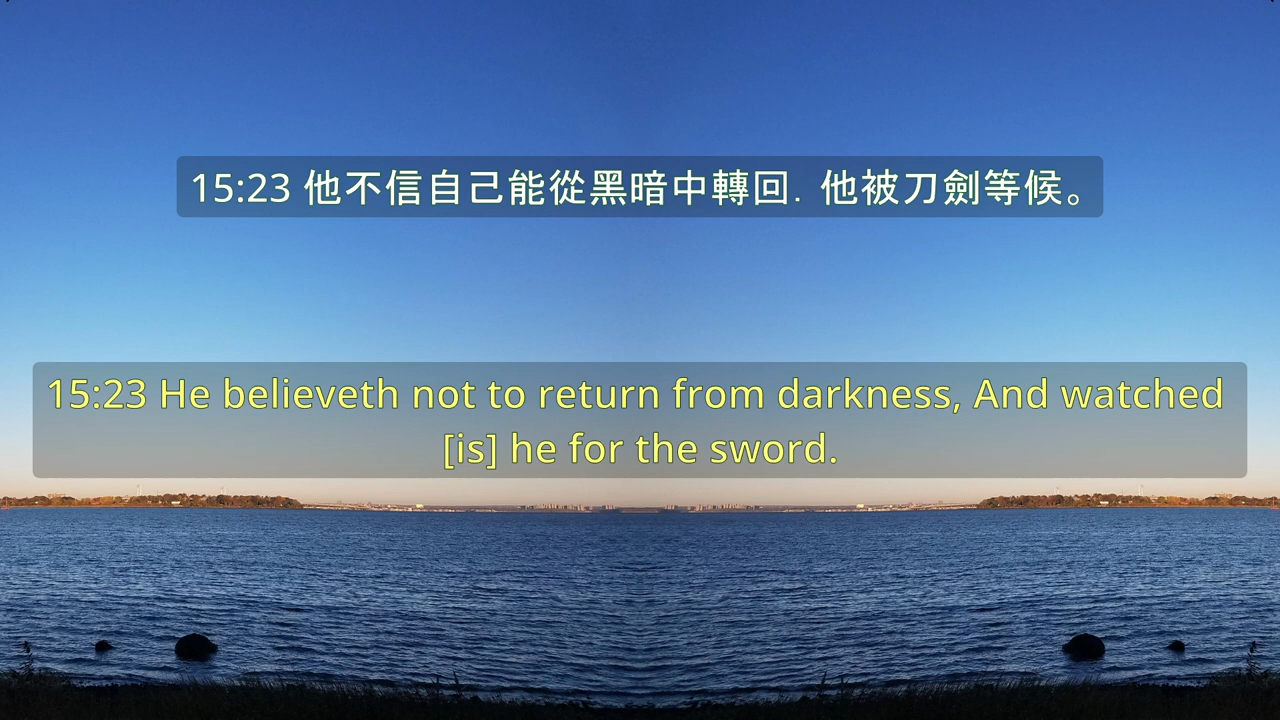 15:23 他不信自己能從黑暗中轉回. 他被刀劍等候。
15:23 He believeth not to return from darkness, And watched
[is] he for the sword.